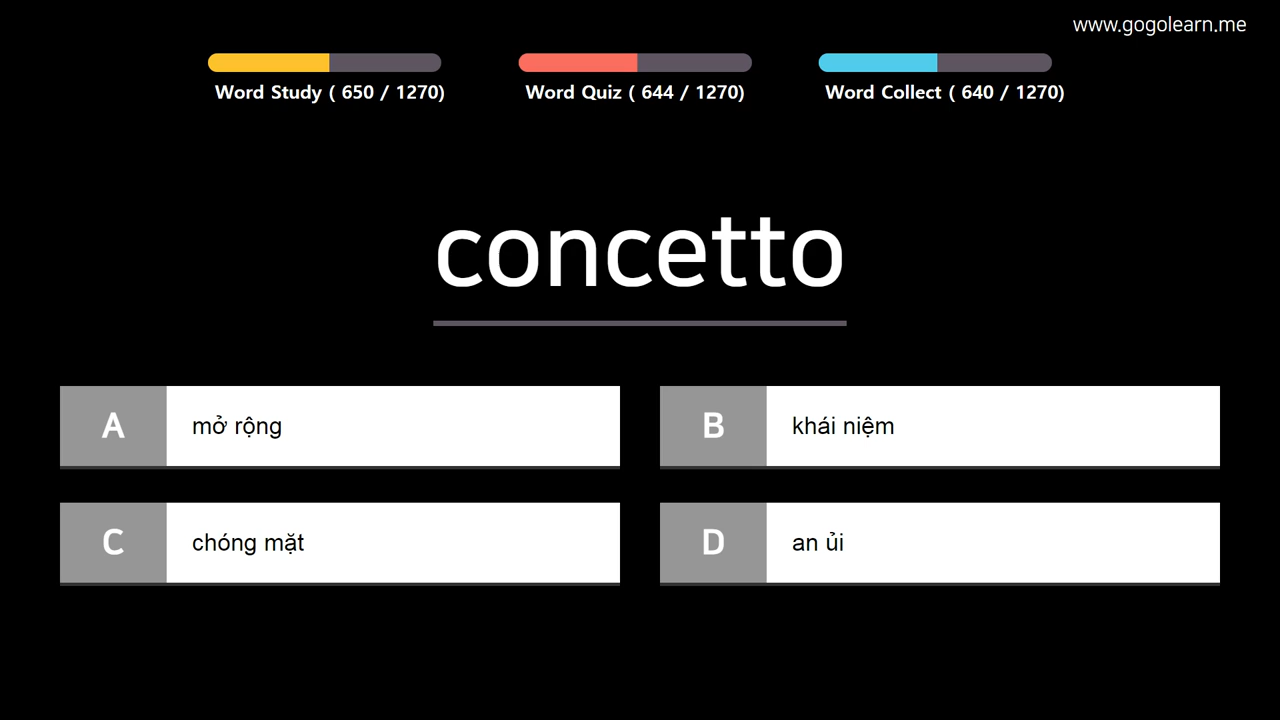 www.gogolearn.me
Word Study ( 650 / 1270)
Word Quiz ( 644 / 1270)
Word Collect ( 640 / 1270)
concetto
A
mở rộng
B
khái niệm
C
chóng mặt
D
an ủi